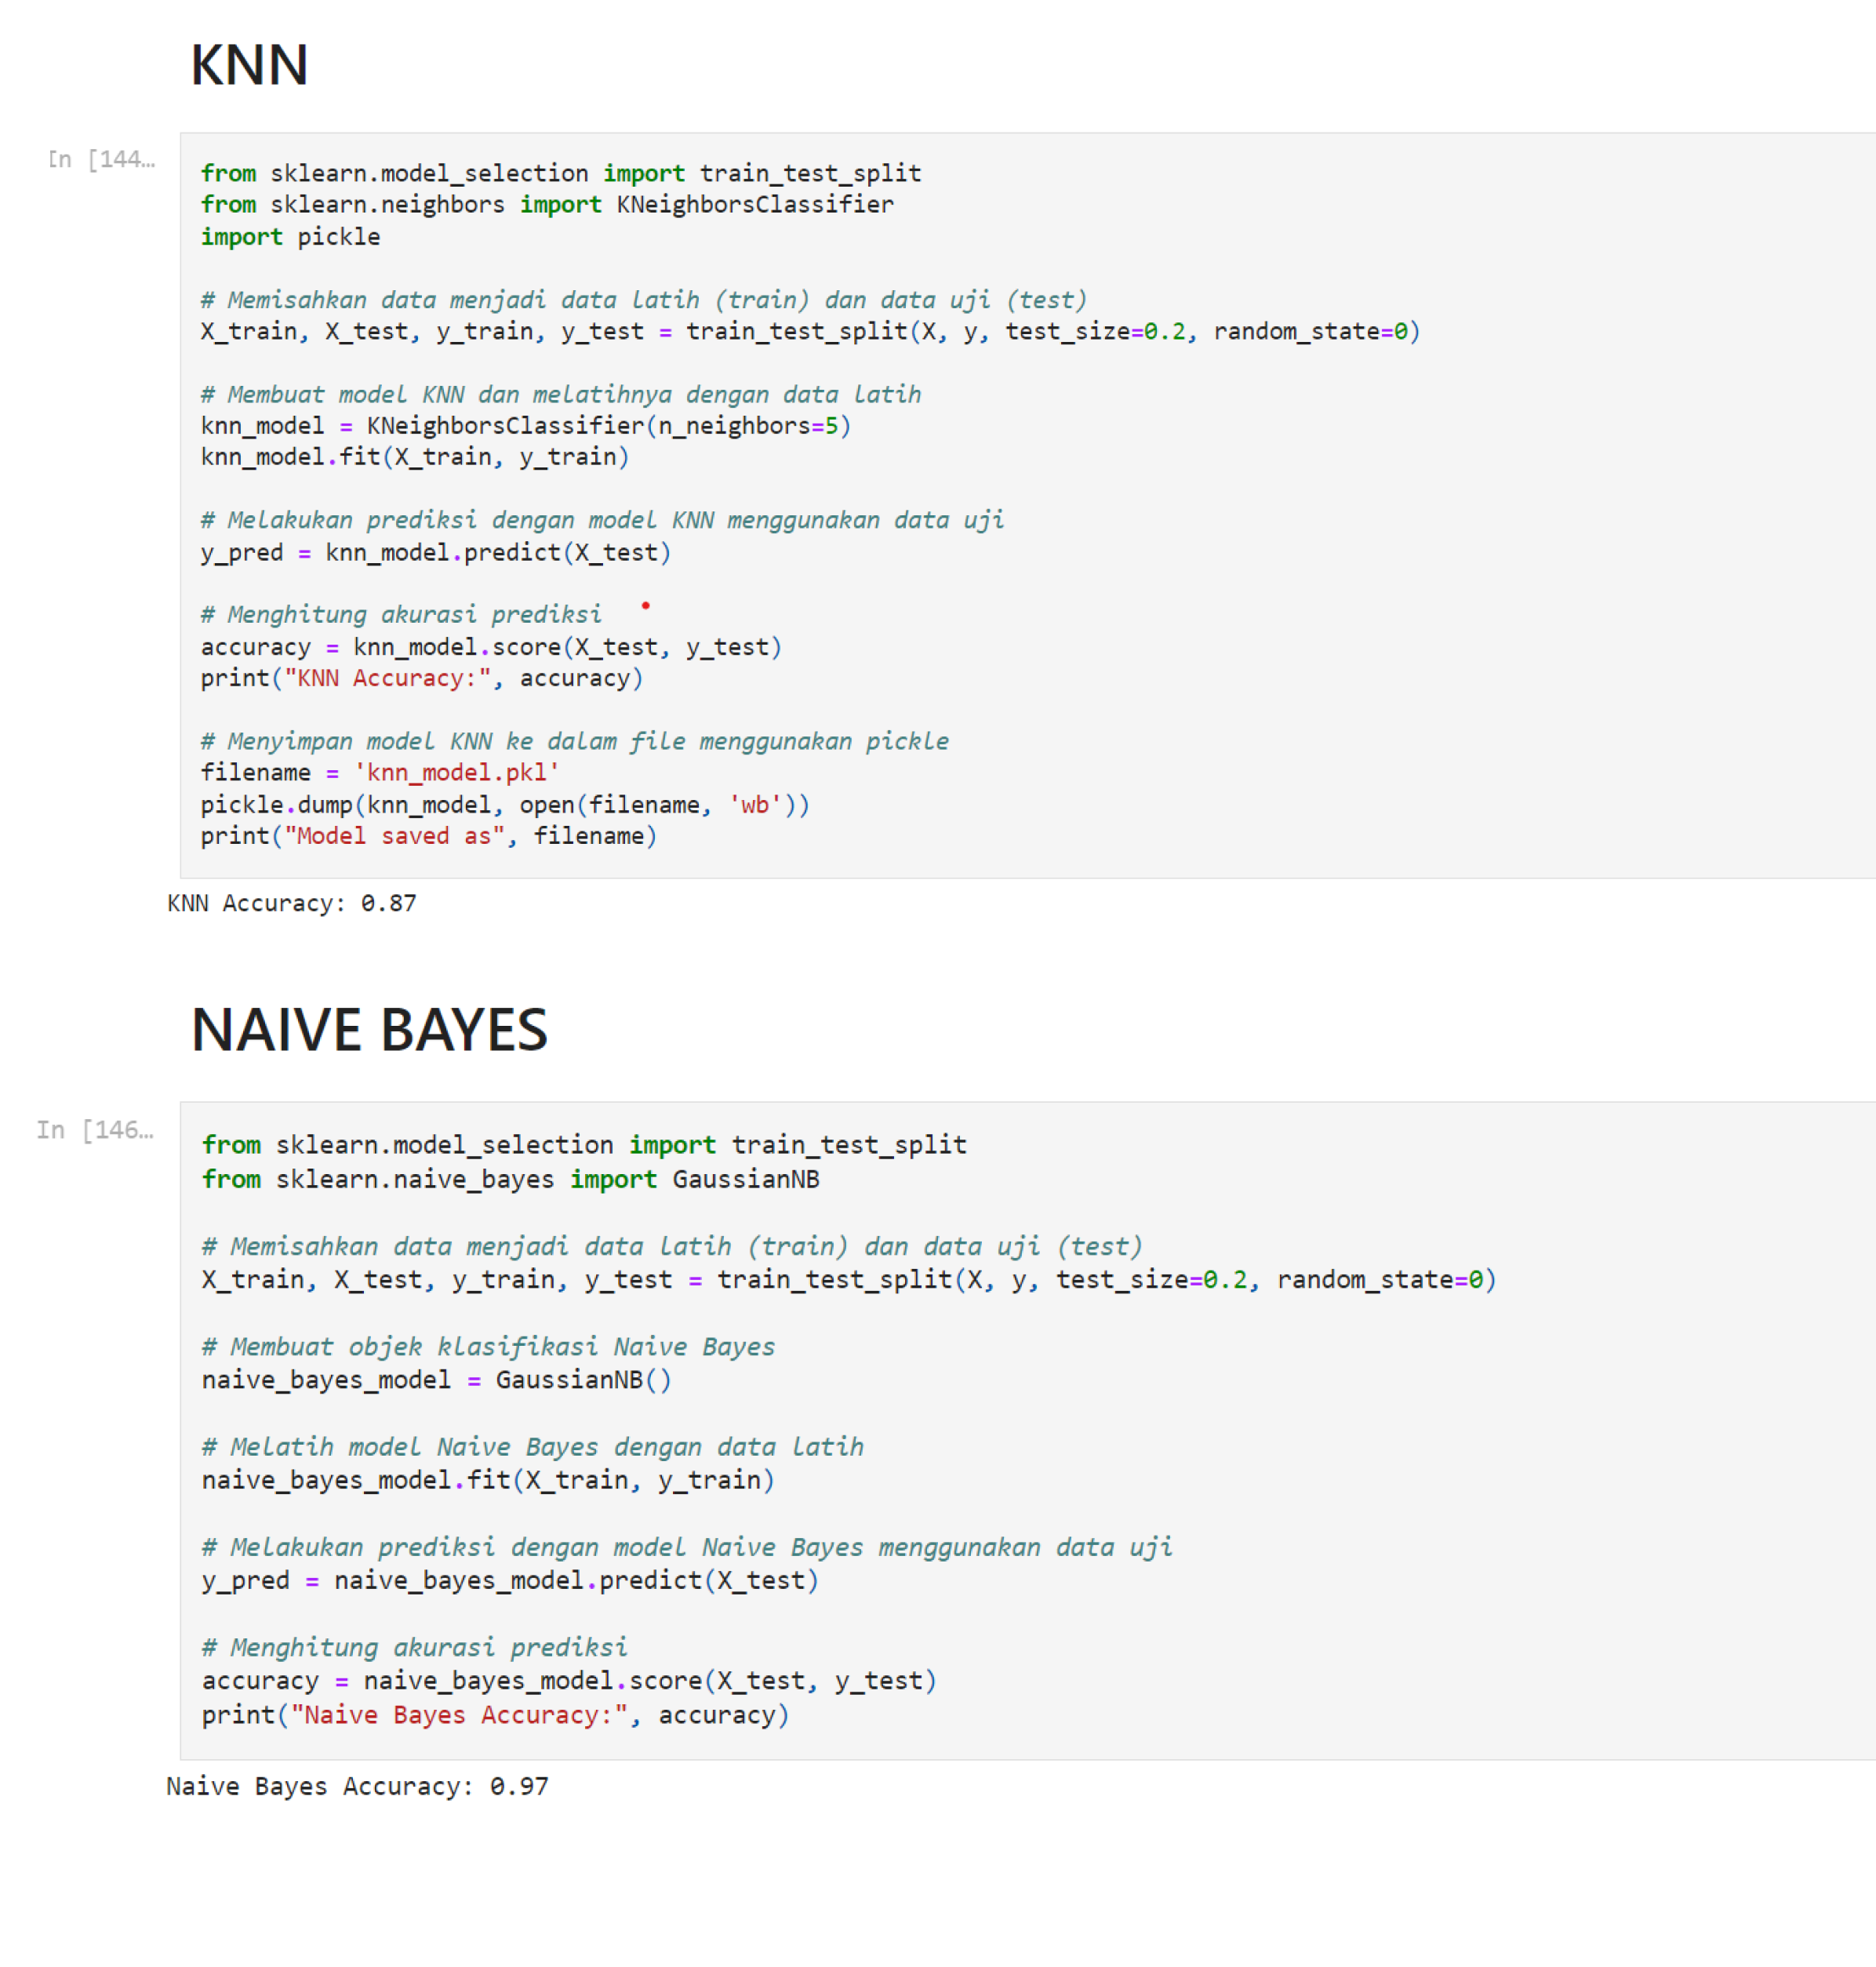 KNN
In [144…
from sklearn.model_selection import train_test_split
from sklearn.neighbors import KNeighborsClassifier
import pickle
# Memisahkan data menjadi data latih (train) dan data uji (test)
X_train, X_test, y_train, y_test = train_test_split(X, y, test_size=0.2, random_state=0)
# Membuat model KNN dan melatihnya dengan data latih
knn_model = KNeighborsClassifier(n_neighbors=5)
knn_model.fit(X_train, y_train)
# Melakukan prediksi dengan model KNN menggunakan data uji
y_pred = knn_model.predict(X_test)
# Menghitung akurasi prediksi
accuracy = knn_model.score(X_test, y_test)
print("KNN Accuracy:", accuracy)
# Menyimpan model KNN ke dalam file menggunakan pickle
filename = 'knn_model.pkl'
pickle.dump(knn_model, open(filename, 'wb'))
print("Model saved as", filename)
KNN Accuracy: 0.87
NAIVE BAYES
In [146…
from sklearn.model_selection import train_test_split
from sklearn.naive_bayes import GaussianNB
# Memisahkan data menjadi data latih (train) dan data uji (test)
X_train, X_test, y_train, y_test = train_test_split(X, y, test_size=0.2, random_state=0)
# Membuat objek klasifikasi Naive Bayes
naive_bayes_model = GaussianNB()
# Melatih model Naive Bayes dengan data latih
naive_bayes_model.fit(X_train, y_train)
# Melakukan prediksi dengan model Naive Bayes menggunakan data uji
y_pred = naive_bayes_model.predict(X_test)
# Menghitung akurasi prediksi
accuracy = naive_bayes_model.score(X_test, y_test)
print("Naive Bayes Accuracy:", accuracy)
Naive Bayes Accuracy: 0.97